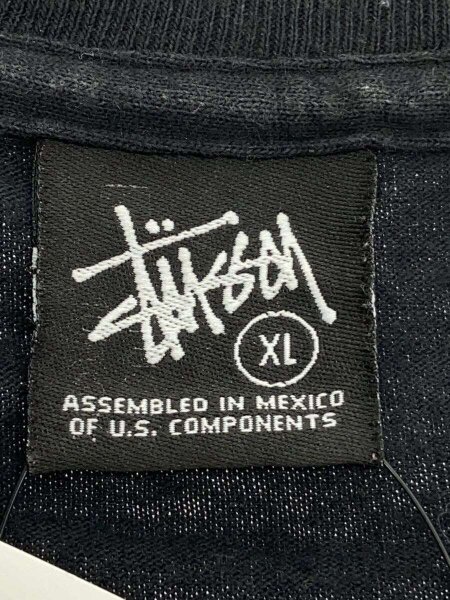 Stüssy
XL
ASSEMBLED IN MEXICO
OF U.S. COMPONENTS